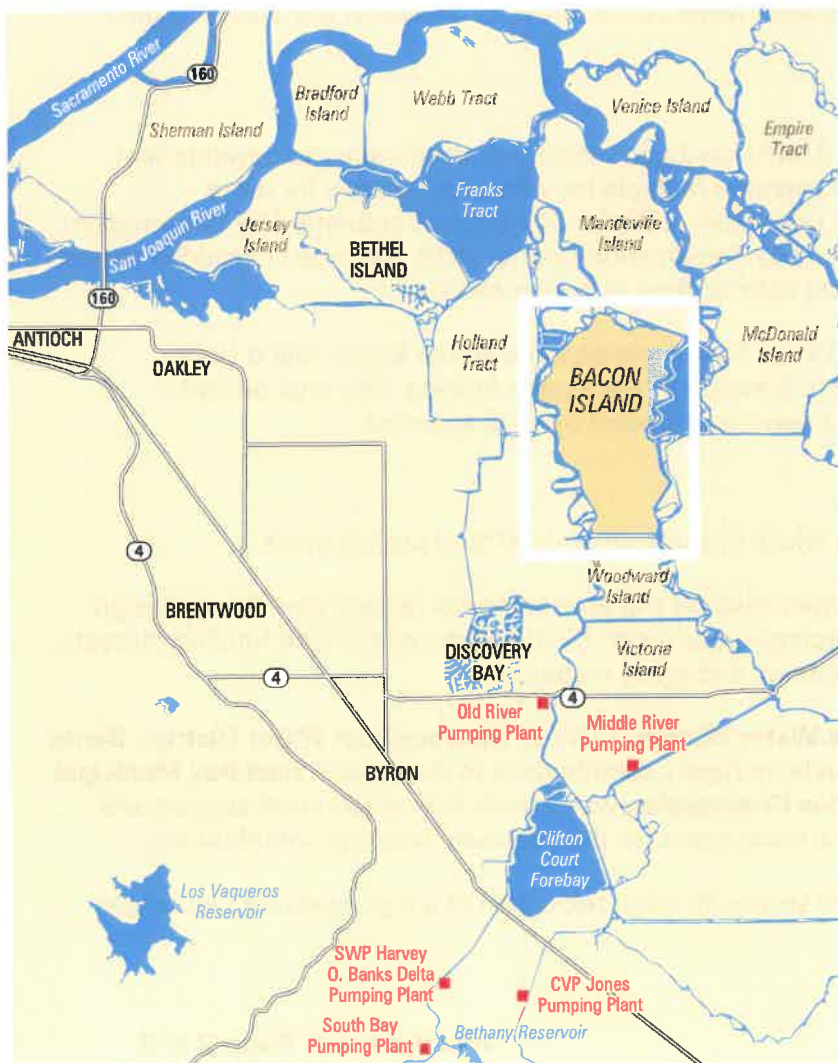 Sacramento River
160
Bradford
Island
Webb Tract
Venice Island
Empire
Tract
Sherman Island
Franks
Tract
San Joaquin River
Jersey
Island
BETHEL
ISLAND
Mandeville
Island
160
ANTIOCH
OAKLEY
Holland
Tract
BACON
ISLAND
McDonald
Island
4
BRENTWOOD
Woodward
Island
DISCOVERY
BAY
Victoria
Island
4
4
Old River
Pumping Plant
Middle River
Pumping Plant
BYRON
Clifton
Court
Forebay
Los Vaqueros
Reservoir
SWP Harvey
O. Banks Delta
Pumping Plant
CVP Jones
Pumping Plant
South Bay
Pumping Plant
Bethany Reservoir